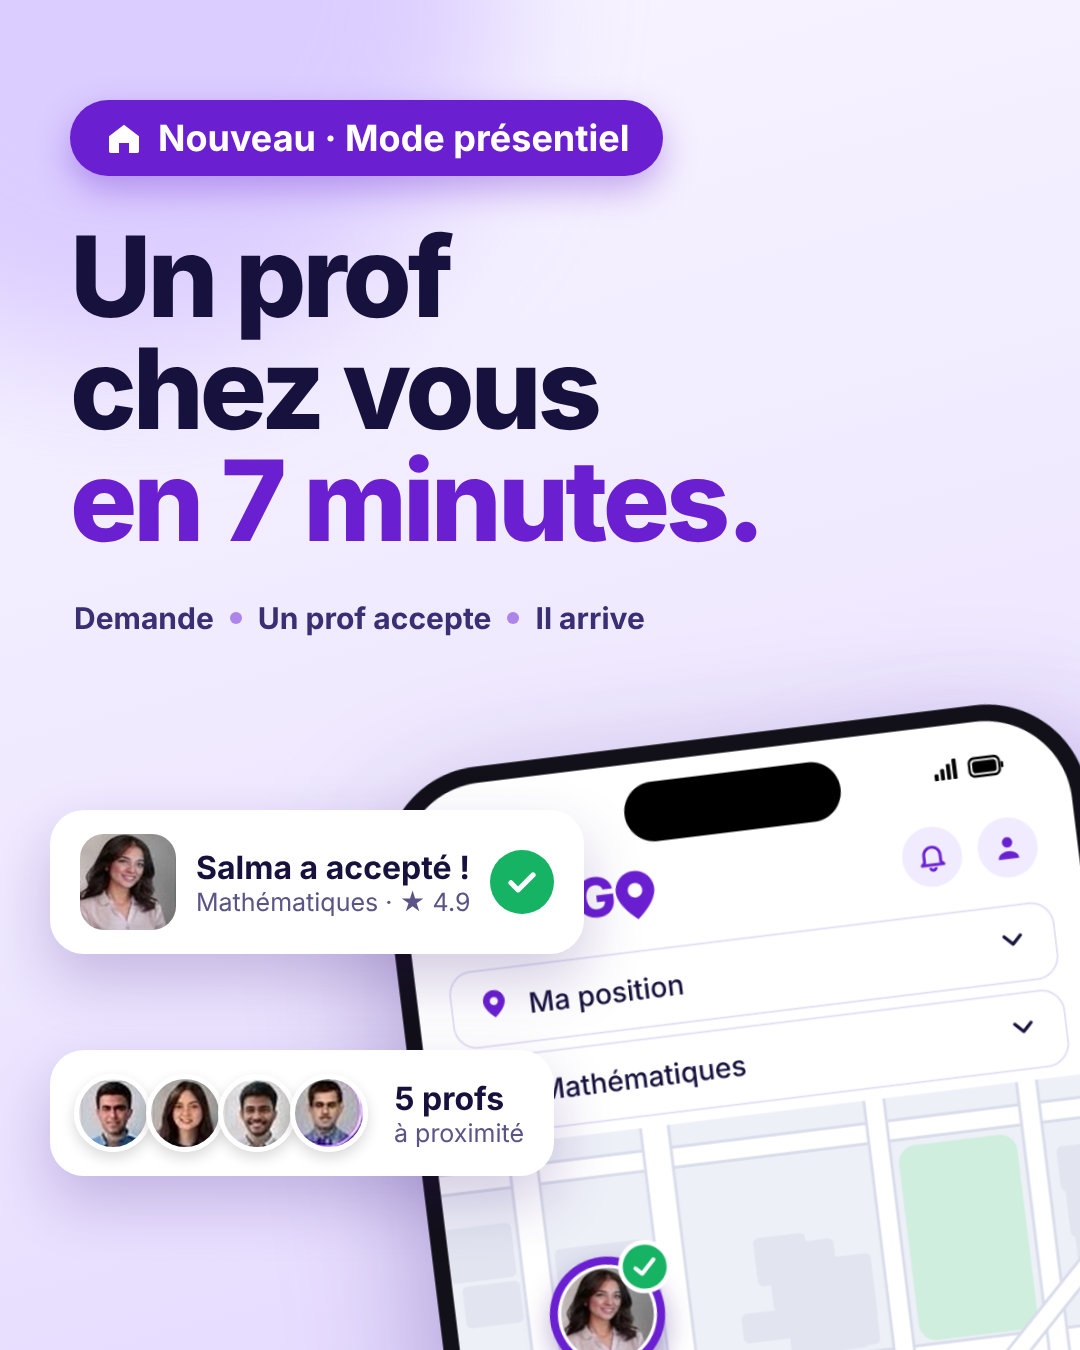 Nouveau · Mode présentiel
Un prof
chez vous
en 7 minutes.
Demande • Un prof accepte • Il arrive
Salma a accepté !
Mathématiques · ★ 4.9
GO
Ma position
Mathématiques
5 profs
à proximité